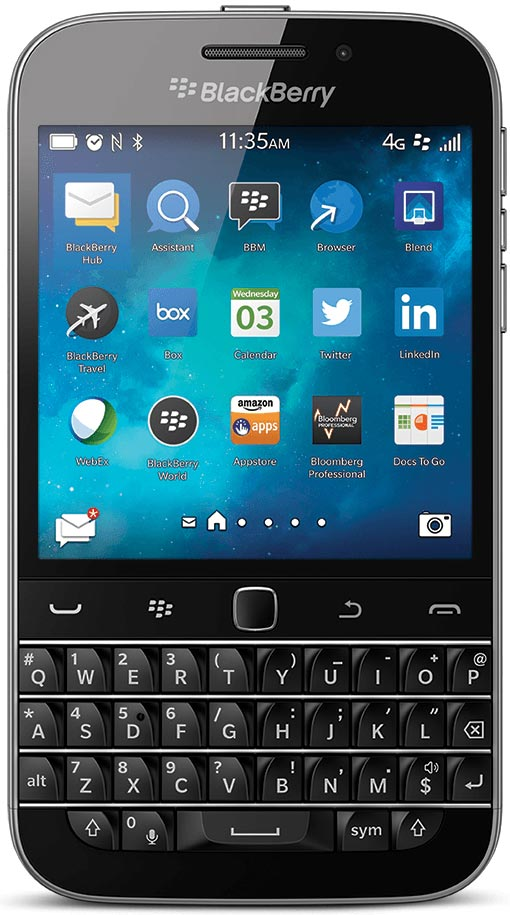 BlackBerry
11:35AM 4G
BlackBerry Hub Assistant BBM Browser Blend
box Wednesday 03 in
BlackBerry Travel Box Calendar Twitter LinkedIn
amazon apps Bloomberg PROFESSIONAL
WebEx BlackBerry World Appstore Bloomberg Professional Docs To Go
# Q 1 W 2 E 3 R ( T ) Y _ U - I + O @ P
* A 4 S 5 D 6 F / G : H ; J ' K " L
alt 7 Z 8 X 9 C ? V ! B , N . M $
0 sym